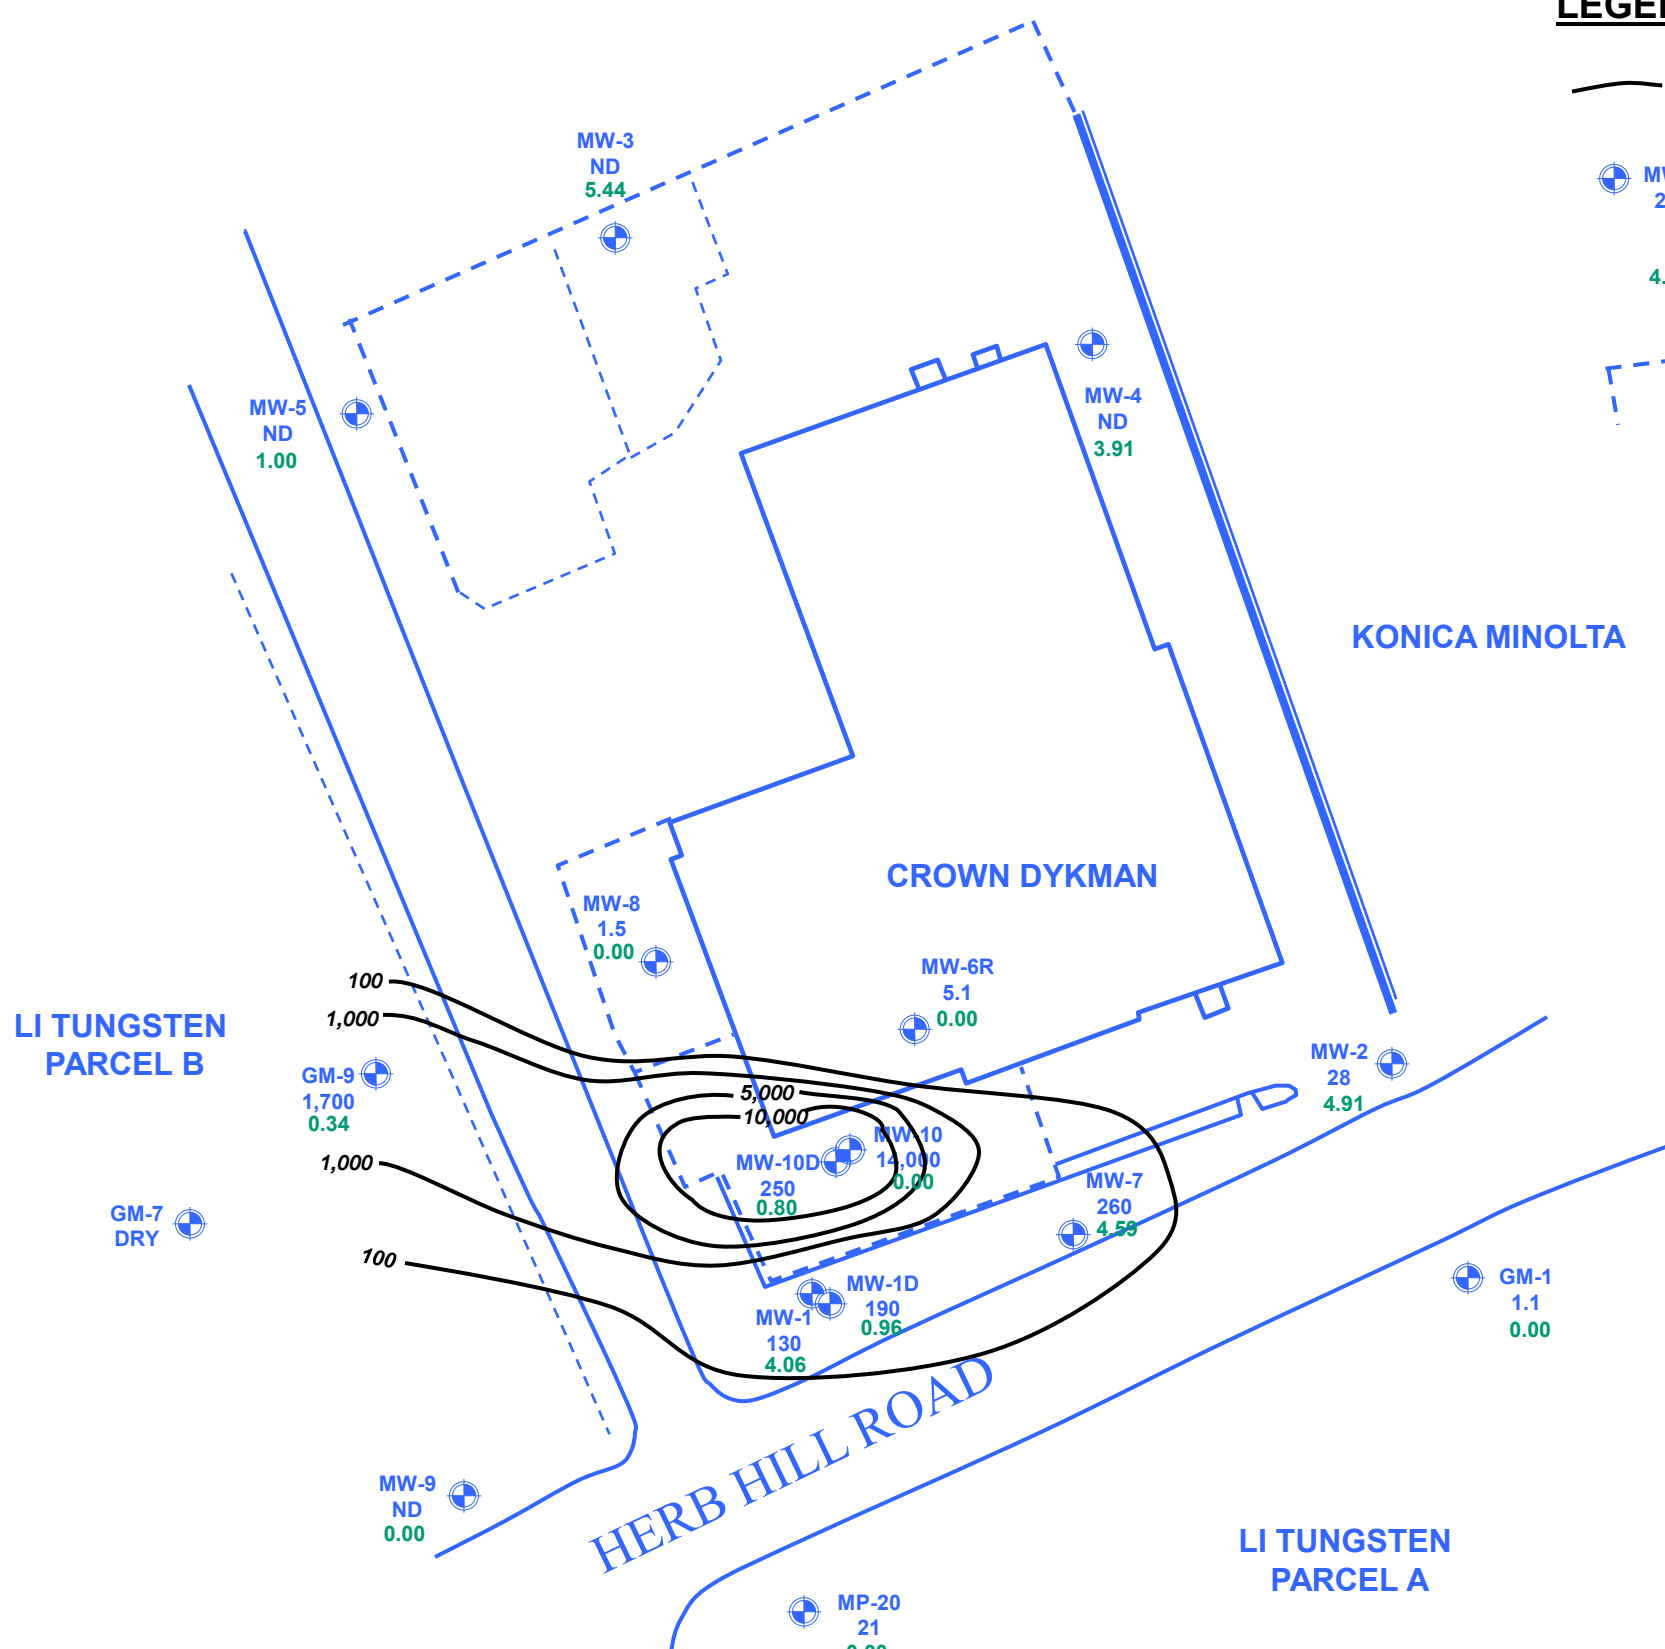 MW-3
ND
5.44
MW-5
ND
1.00
MW-4
ND
3.91
KONICA MINOLTA
CROWN DYKMAN
MW-8
1.5
0.00
MW-6R
5.1
0.00
100
1,000
LI TUNGSTEN
PARCEL B
GM-9
1,700
0.34
MW-2
28
4.91
5,000
10,000
MW-10
14,000
0.00
MW-10D
250
0.80
1,000
MW-7
260
4.59
GM-7
DRY
100
MW-1D
190
0.96
MW-1
130
4.06
GM-1
1.1
0.00
HERB HILL ROAD
MW-9
ND
0.00
LI TUNGSTEN
PARCEL A
MP-20
21